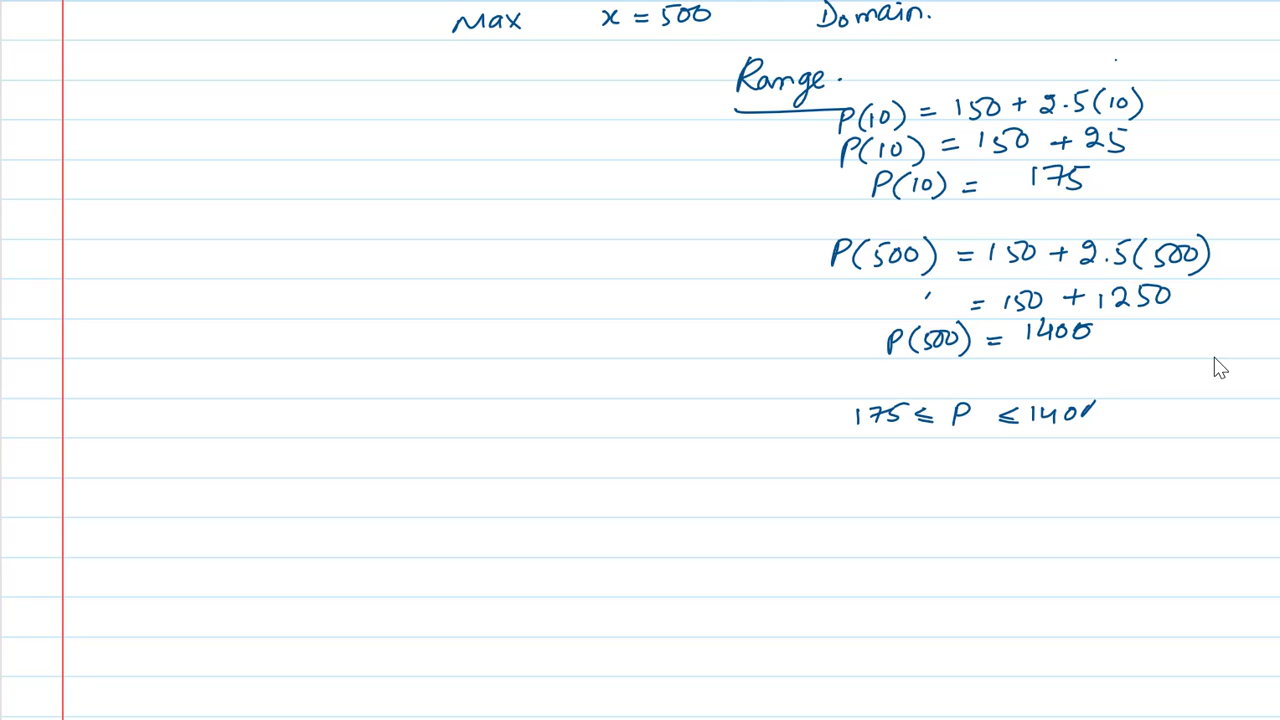 Max x = 500 Domain.
Range.
P(10) = 150 + 2.5(10)
P(10) = 150 + 25
P(10) = 175
P(500) = 150 + 2.5(500)
= 150 + 1250
P(500) = 1400
175 ≤ P ≤ 1400